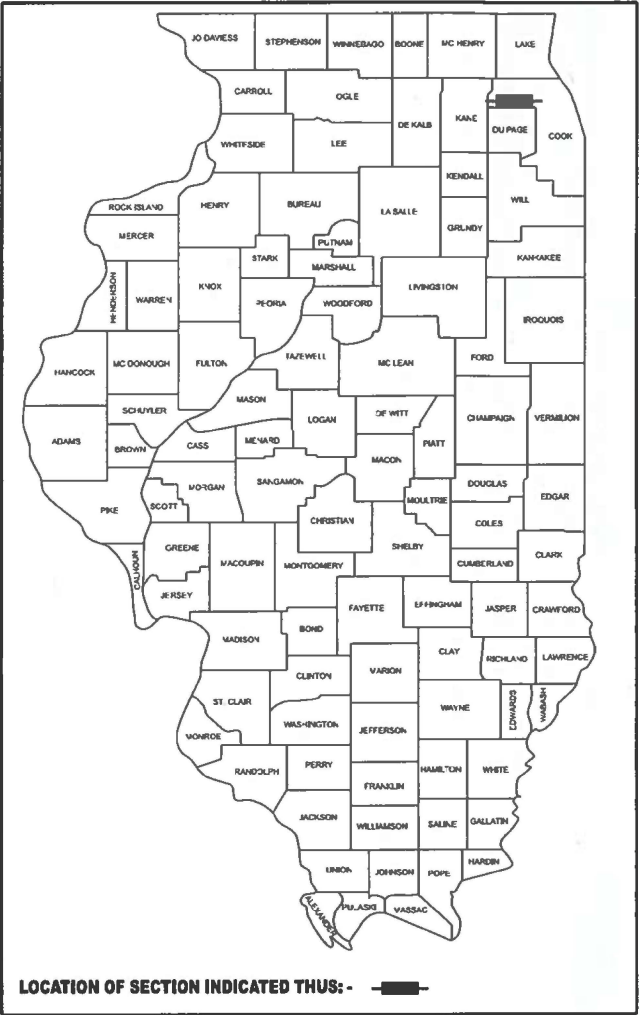 JO DAVIESS STEPHENSON WINNEBAGO BOONE MC HENRY LAKE
CARROLL OGLE DE KALB KANE DU PAGE COOK
WHITESIDE LEE
KENDALL
ROCK ISLAND HENRY BUREAU LA SALLE WILL
MERCER PUTNAM GRUNDY
STARK MARSHALL KANKAKEE
HENDERSON WARREN KNOX PEORIA WOODFORD LIVINGSTON IROQUOIS
HANCOCK MC DONOUGH FULTON TAZEWELL MC LEAN FORD
MASON
SCHUYLER LOGAN DE WITT CHAMPAIGN VERMILION
ADAMS BROWN CASS MENARD MACON PIATT
PIKE SCOTT MORGAN SANGAMON MOULTRIE DOUGLAS EDGAR
CHRISTIAN COLES
CALHOUN GREENE MACOUPIN MONTGOMERY SHELBY CUMBERLAND CLARK
JERSEY FAYETTE EFFINGHAM JASPER CRAWFORD
MADISON BOND
CLINTON MARION CLAY RICHLAND LAWRENCE
ST. CLAIR WAYNE EDWARDS WABASH
MONROE WASHINGTON JEFFERSON
RANDOLPH PERRY HAMILTON WHITE
FRANKLIN
JACKSON WILLIAMSON SALINE GALLATIN
UNION JOHNSON POPE HARDIN
ALEXANDER PULASKI MASSAC
LOCATION OF SECTION INDICATED THUS: -